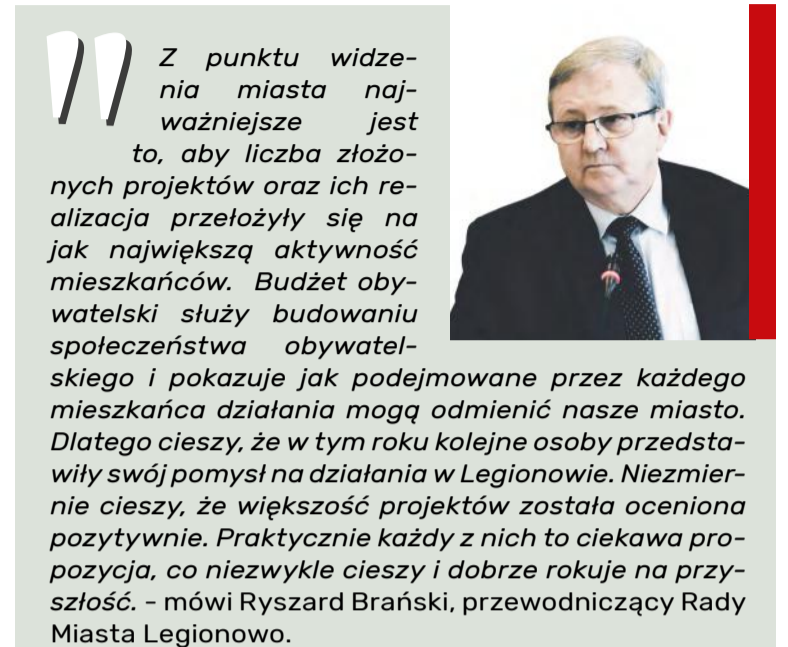 Z punktu widze-
nia miasta naj-
ważniejsze jest
to, aby liczba złożo-
nych projektów oraz ich re-
alizacja przełożyły się na
jak największą aktywność
mieszkańców. Budżet oby-
watelski służy budowaniu
społeczeństwa obywatel-
skiego i pokazuje jak podejmowane przez każdego
mieszkańca działania mogą odmienić nasze miasto.
Dlatego cieszy, że w tym roku kolejne osoby przedsta-
wiły swój pomysł na działania w Legionowie. Niezmier-
nie cieszy, że większość projektów została oceniona
pozytywnie. Praktycznie każdy z nich to ciekawa pro-
pozycja, co niezwykle cieszy i dobrze rokuje na przy-
szłość. - mówi Ryszard Brański, przewodniczący Rady
Miasta Legionowo.